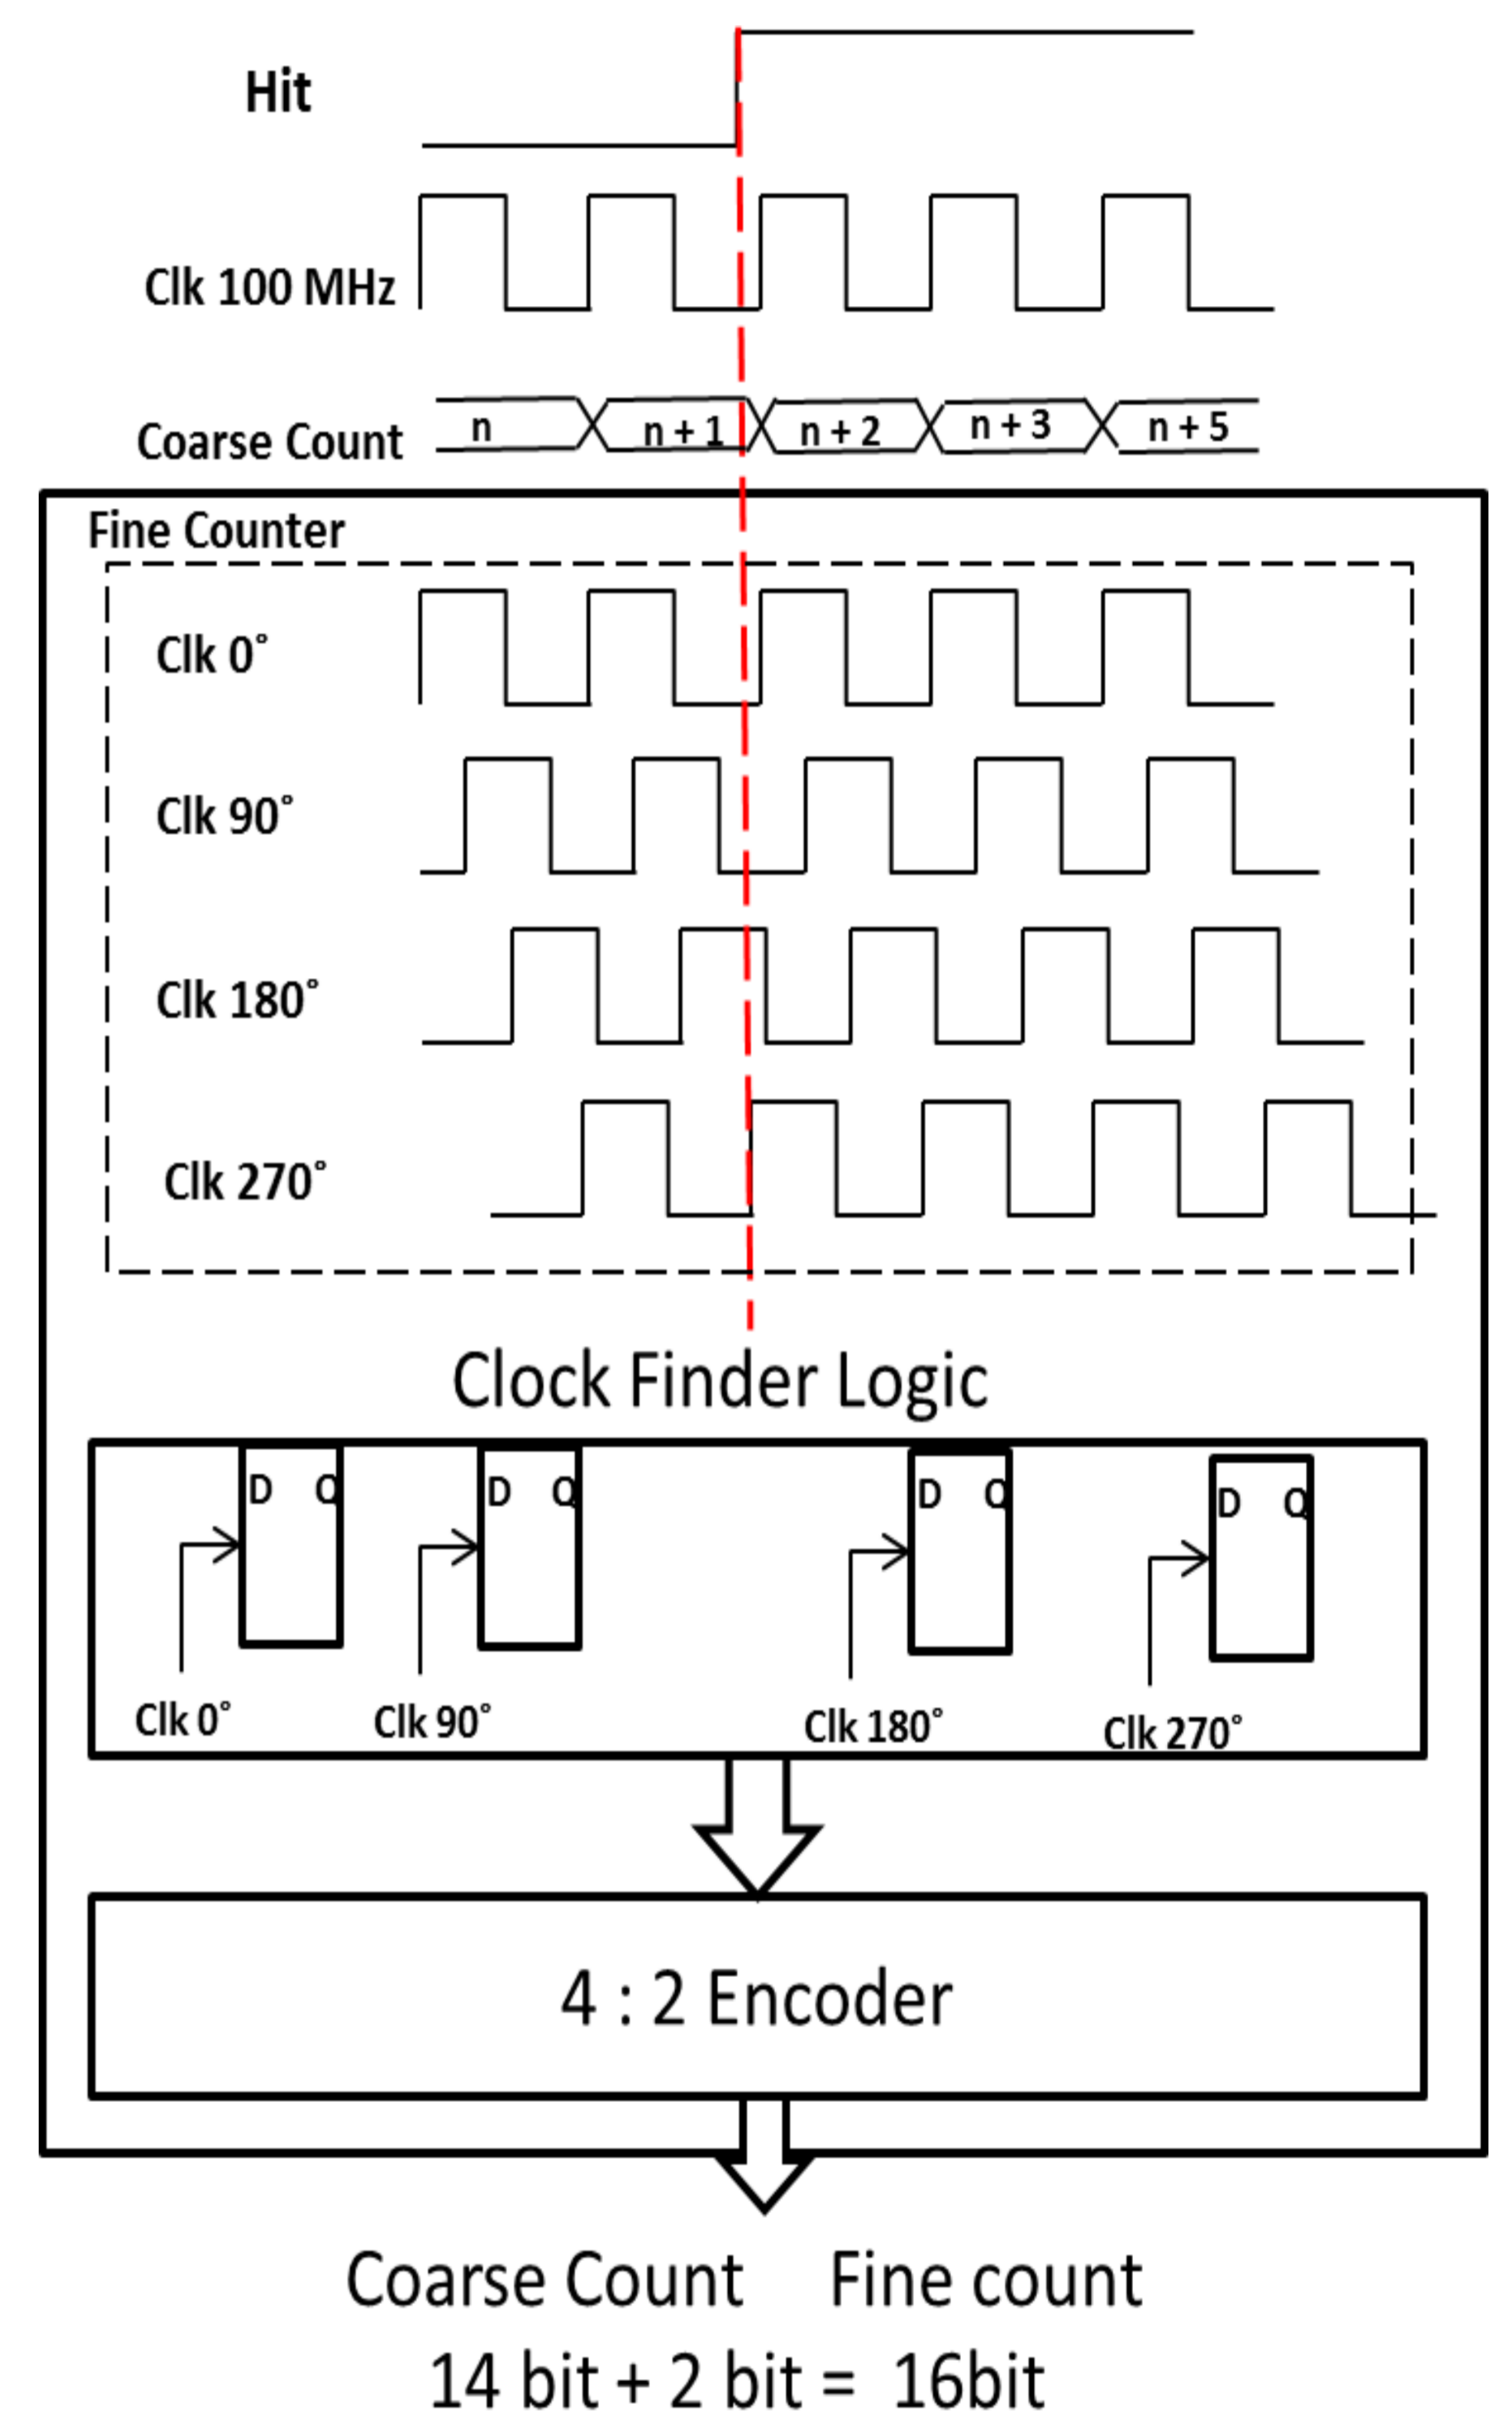 Hit
Clk 100 MHz
Coarse Count n n + 1 n + 2 n + 3 n + 5
Fine Counter
Clk 0°
Clk 90°
Clk 180°
Clk 270°
Clock Finder Logic
D Q D Q D Q D Q
Clk 0° Clk 90° Clk 180° Clk 270°
4 : 2 Encoder
Coarse Count Fine count
14 bit + 2 bit = 16bit